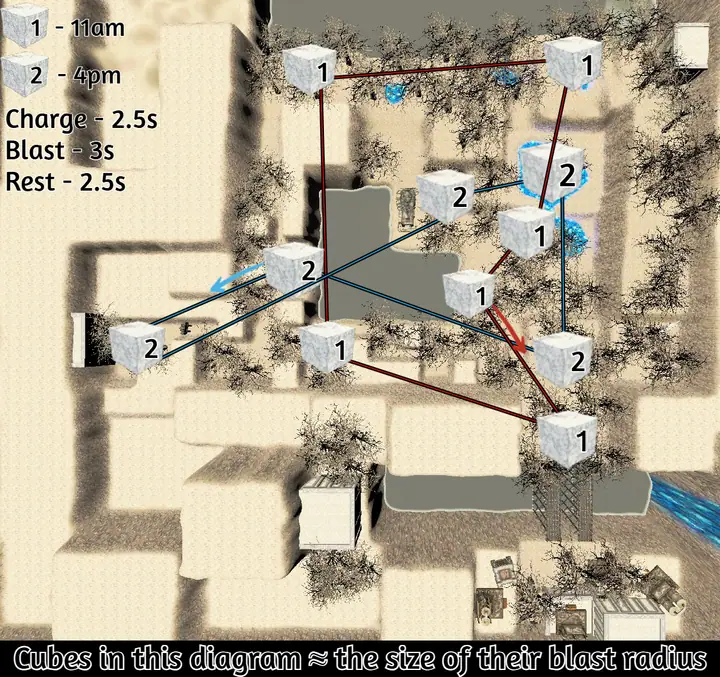 1 - 11am
2 - 4pm
Charge - 2.5s
Blast - 3s
Rest - 2.5s
1
1
2
2
1
2
1
2
1
2
1
Cubes in this diagram ≈ the size of their blast radius